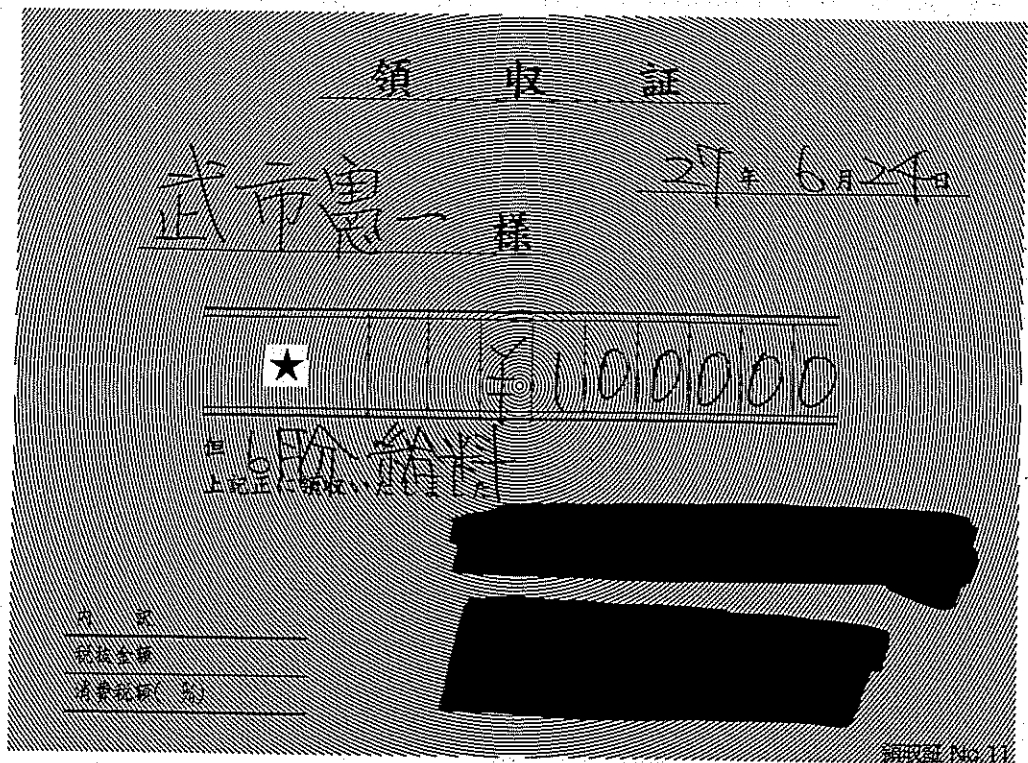 領収証
27年 6月24日
武市憲一 様
★ ¥100000
但 6月分給料
上記正に領収いたしました
内訳
税抜金額
消費税額( %)
領収証 No.11